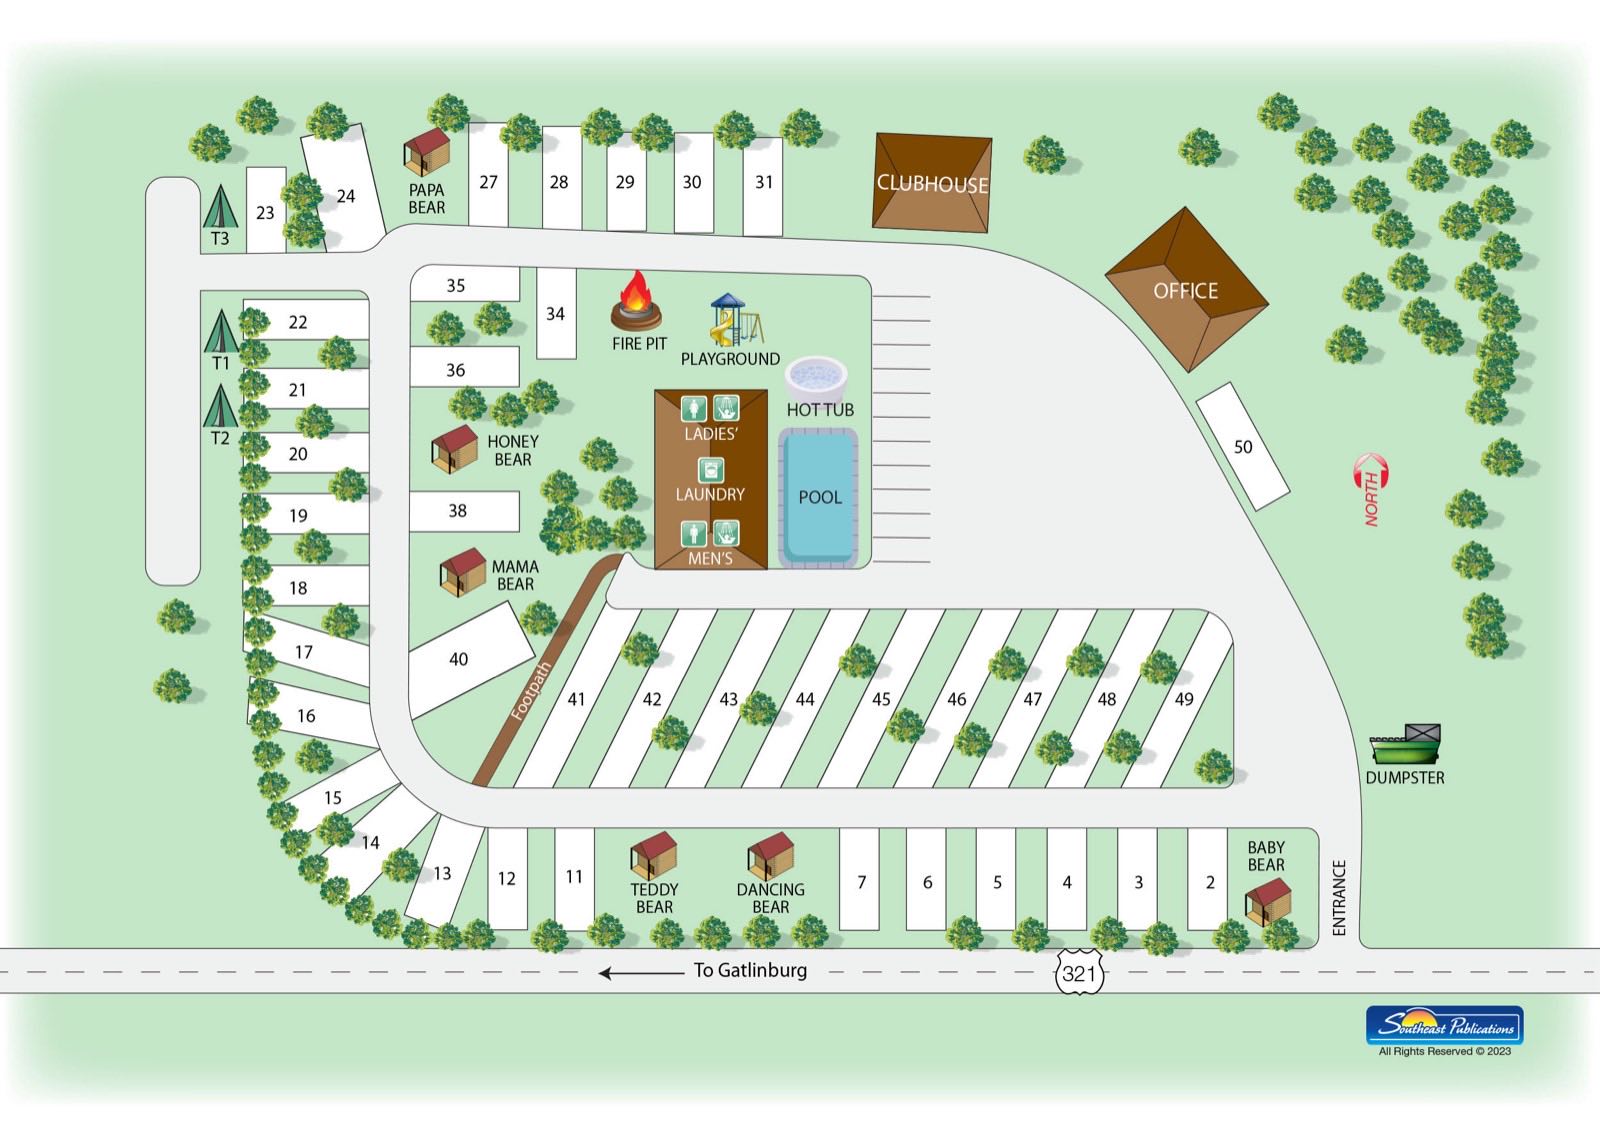 PAPA
BEAR
27
28
29
30
31
CLUBHOUSE
24
23
T3
OFFICE
35
34
FIRE PIT
PLAYGROUND
22
T1
36
21
HOT TUB
T2
LADIES'
HONEY
BEAR
20
50
LAUNDRY
POOL
NORTH
38
19
MEN'S
MAMA
BEAR
18
17
40
Footpath
41
42
43
44
45
46
47
48
49
16
DUMPSTER
15
14
13
12
11
TEDDY
BEAR
DANCING
BEAR
7
6
5
4
3
2
BABY
BEAR
ENTRANCE
To Gatlinburg
321
Southeast Publications
All Rights Reserved © 2023